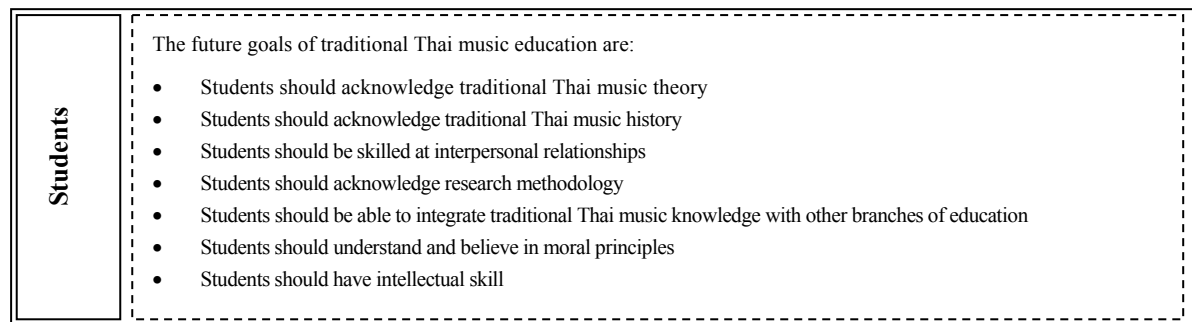 Students
The future goals of traditional Thai music education are:
• Students should acknowledge traditional Thai music theory
• Students should acknowledge traditional Thai music history
• Students should be skilled at interpersonal relationships
• Students should acknowledge research methodology
• Students should be able to integrate traditional Thai music knowledge with other branches of education
• Students should understand and believe in moral principles
• Students should have intellectual skill